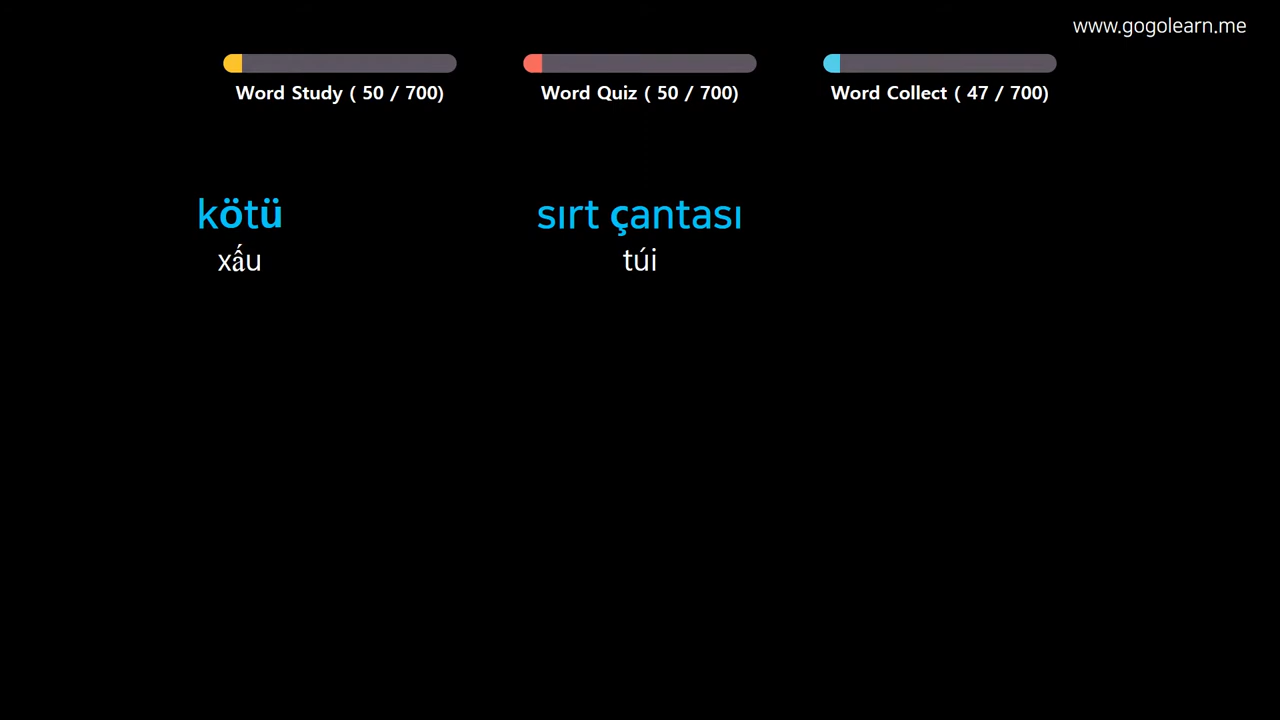 www.gogolearn.me
Word Study ( 50 / 700)
Word Quiz ( 50 / 700)
Word Collect ( 47 / 700)
kötü
xấu
sırt çantası
túi